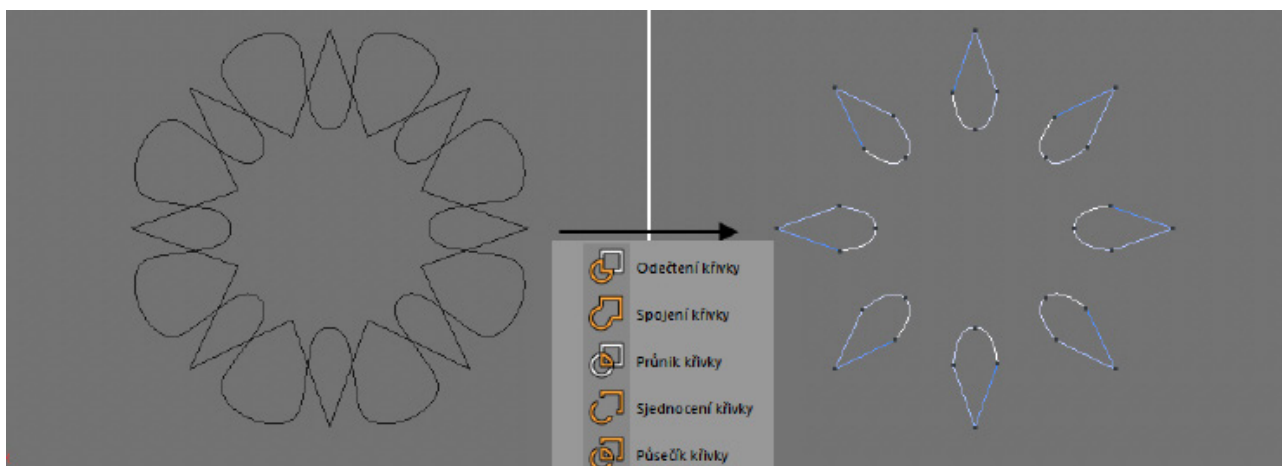 Odečtení křivky
Spojení křivky
Průnik křivky
Sjednocení křivky
Půsečík křivky